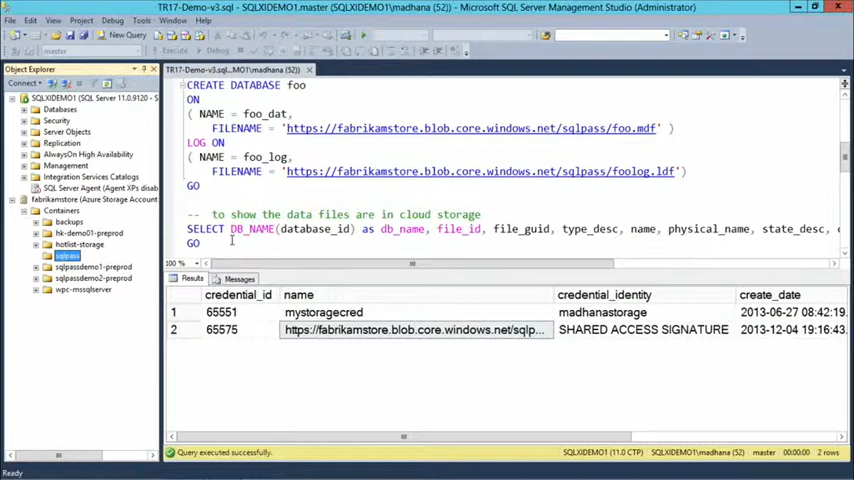 TR17-Demo-v3.sql - SQLXIDEMO1.master (SQLXIDEMO1\madhana (52)) - Microsoft SQL Server Management Studio (Administrator)
File Edit View Project Debug Tools Window Help
New Query
master Execute Debug
Object Explorer
TR17-Demo-v3.sql...MO1\madhana (52))
Connect
SQLXIDEMO1 (SQL Server 11.0.9120 -
Databases
Security
Server Objects
Replication
AlwaysOn High Availability
Management
Integration Services Catalogs
SQL Server Agent (Agent XPs disab
fabrikamstore (Azure Storage Account
Containers
backups
hk-demo01-preprod
hotlist-storage
sqlpass
sqlpassdemo1-preprod
sqlpassdemo2-preprod
wpc-mssqlserver
CREATE DATABASE foo
ON
( NAME = foo_dat,
FILENAME = 'https://fabrikamstore.blob.core.windows.net/sqlpass/foo.mdf' )
LOG ON
( NAME = foo_log,
FILENAME = 'https://fabrikamstore.blob.core.windows.net/sqlpass/foolog.ldf')
GO
-- to show the data files are in cloud storage
SELECT DB_NAME(database_id) as db_name, file_id, file_guid, type_desc, name, physical_name, state_desc,
GO
100 %
Results Messages
credential_id name credential_identity create_date
1 65551 mystoragecred madhanastorage 2013-06-27 08:42:19.
2 65575 https://fabrikamstore.blob.core.windows.net/sqlp... SHARED ACCESS SIGNATURE 2013-12-04 19:16:43.
Query executed successfully. SQLXIDEMO1 (11.0 CTP) SQLXIDEMO1\madhana (52) master 00:00:00 2 rows
Ready